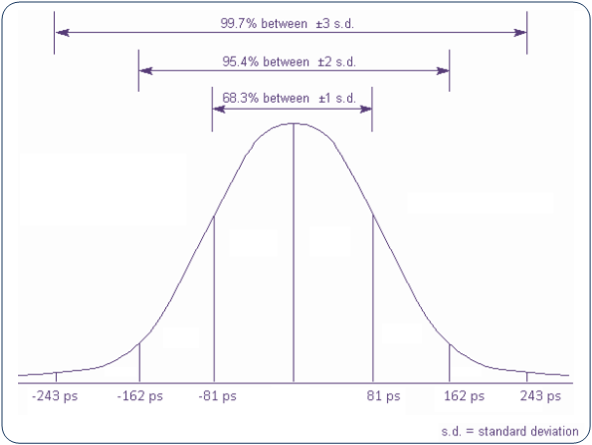 99.7% between ±3 s.d.
95.4% between ±2 s.d.
68.3% between ±1 s.d.
-243 ps -162 ps -81 ps 81 ps 162 ps 243 ps
s.d. = standard deviation